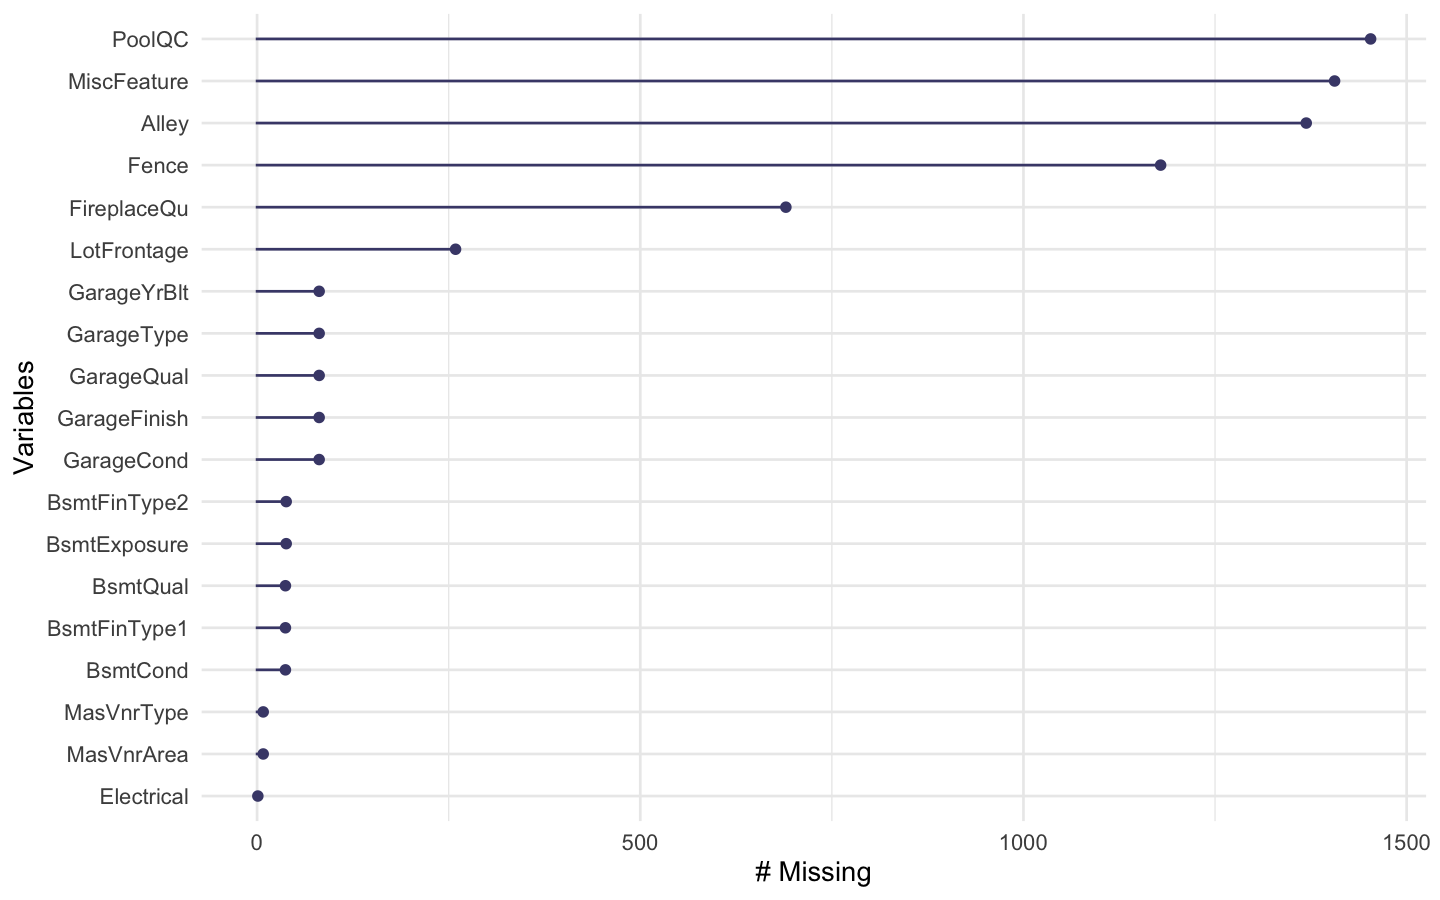 PoolQC
MiscFeature
Alley
Fence
FireplaceQu
LotFrontage
GarageYrBlt
GarageType
GarageQual
GarageFinish
GarageCond
BsmtFinType2
BsmtExposure
BsmtQual
BsmtFinType1
BsmtCond
MasVnrType
MasVnrArea
Electrical
Variables
0 500 1000 1500
# Missing